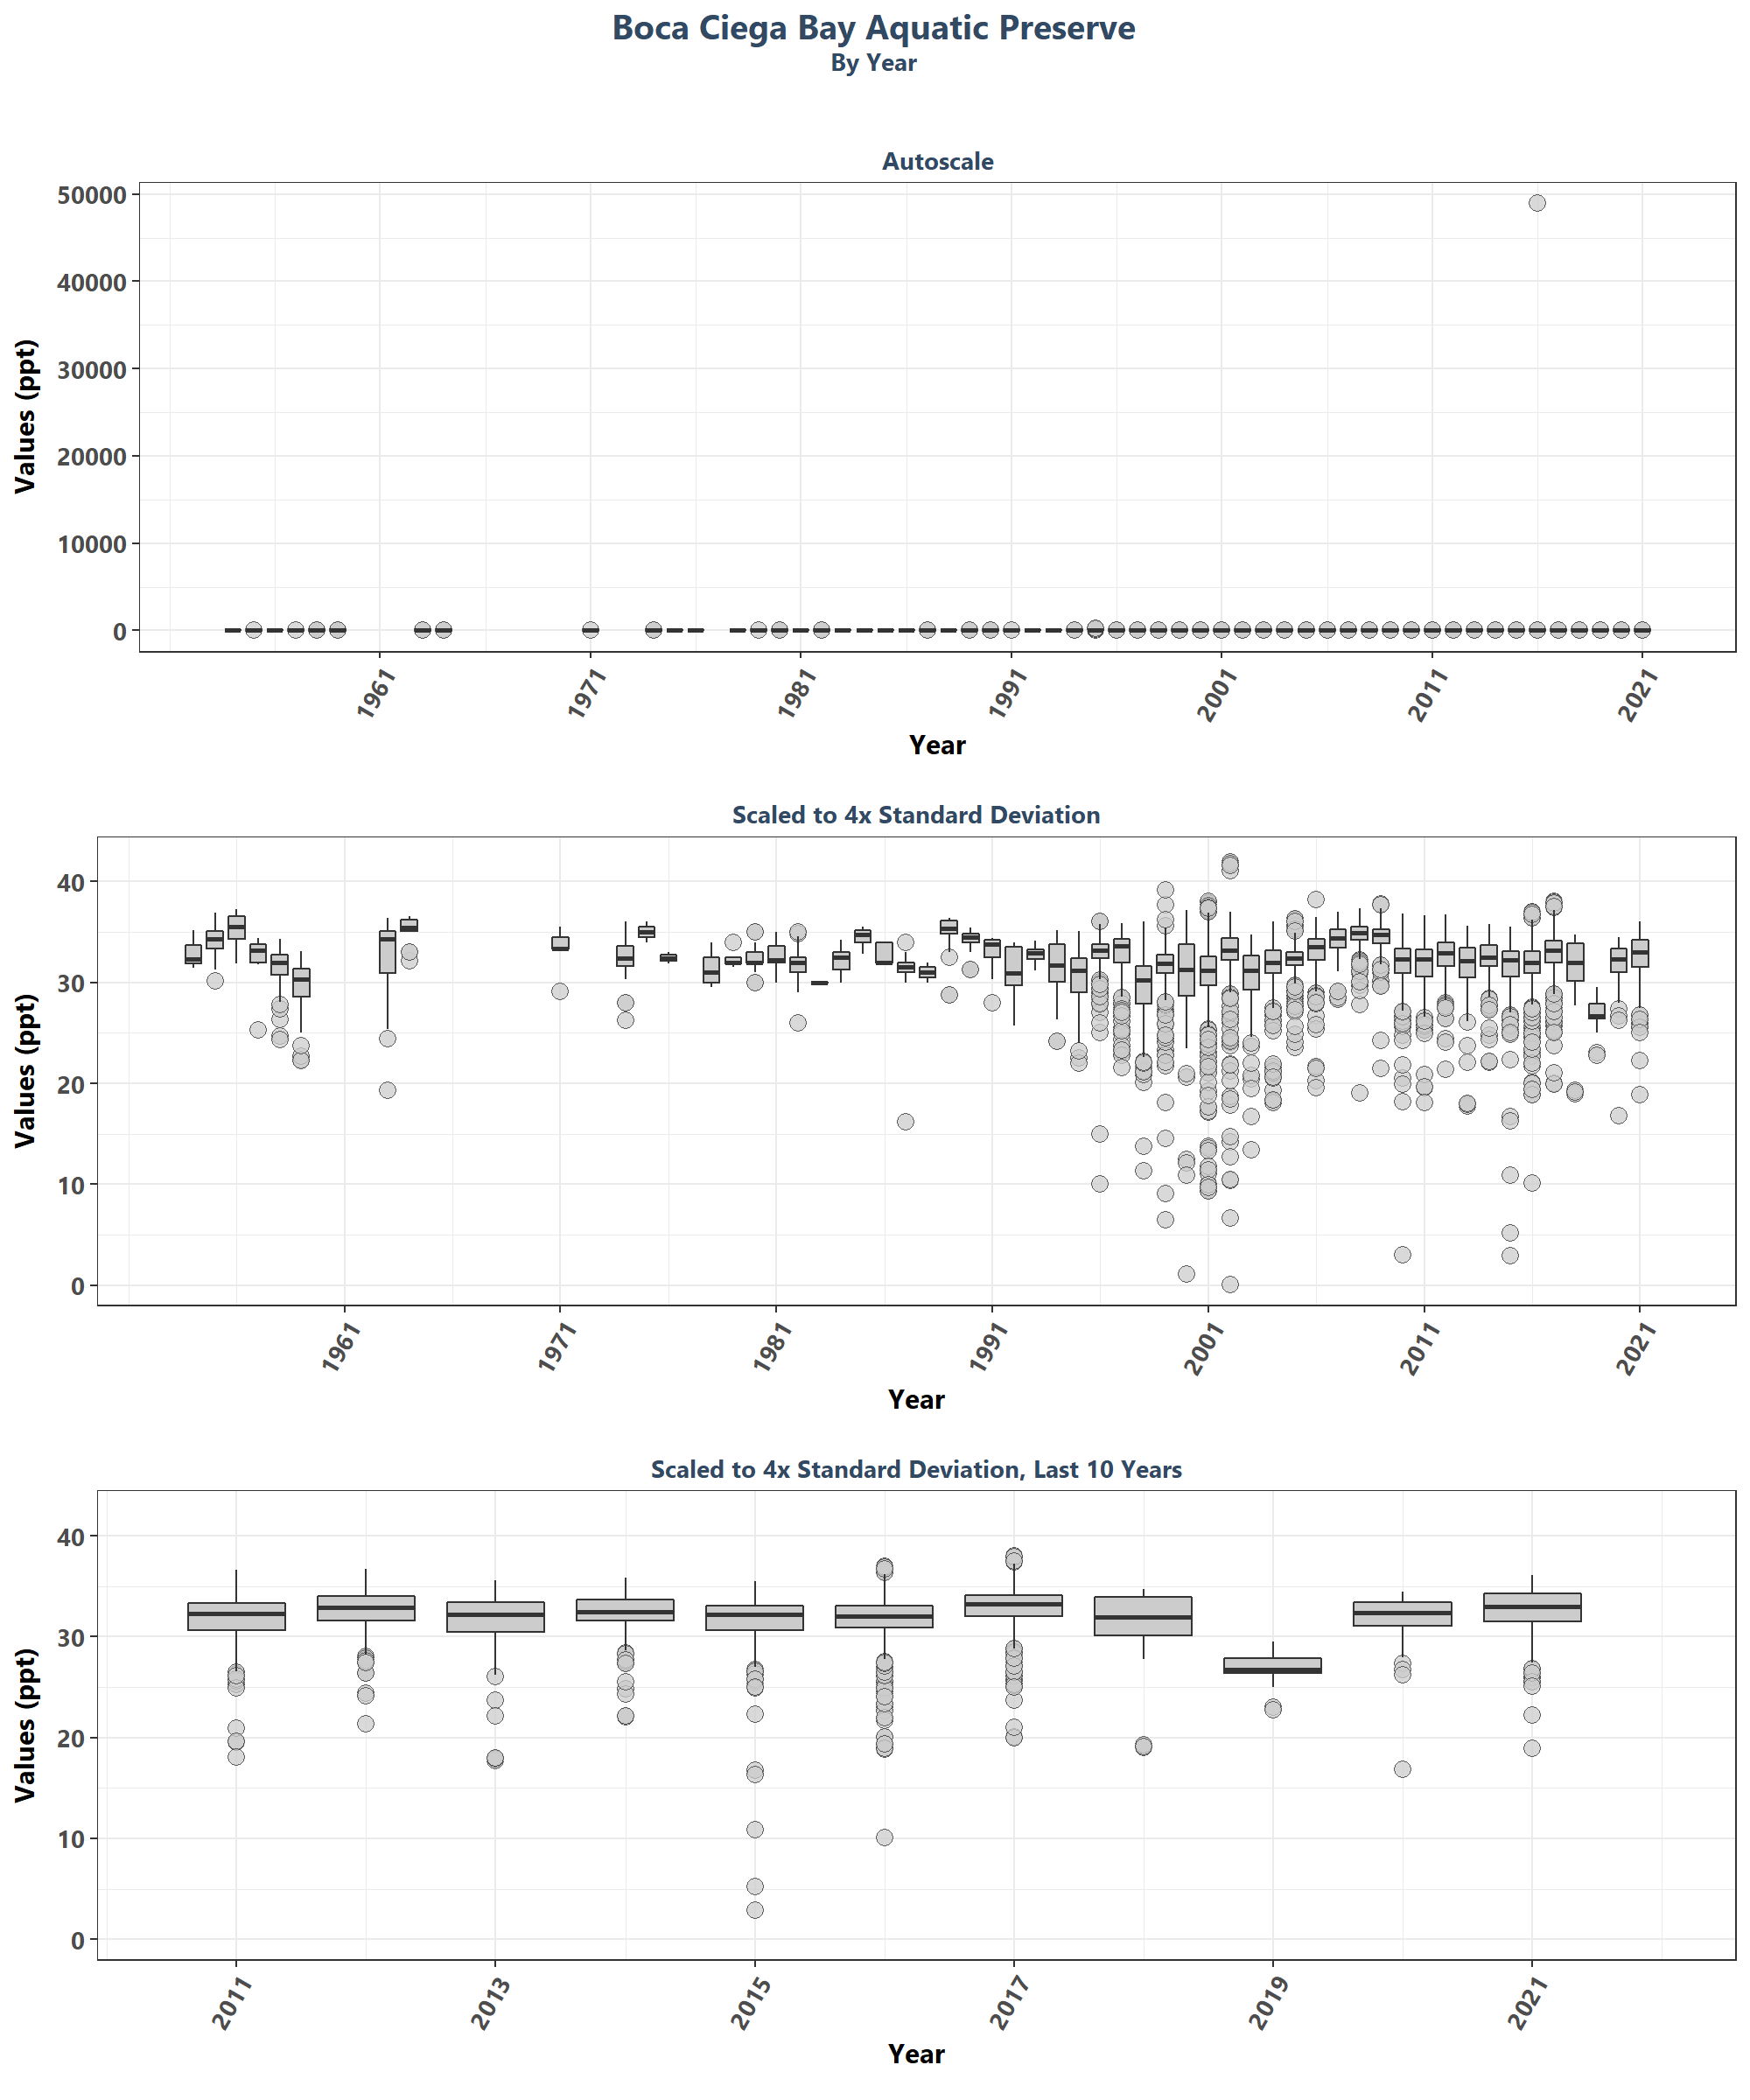 Boca Ciega Bay Aquatic Preserve
By Year
Autoscale
Values (ppt)
50000
40000
30000
20000
10000
0
1961 1971 1981 1991 2001 2011 2021
Year
Scaled to 4x Standard Deviation
Values (ppt)
40
30
20
10
0
1961 1971 1981 1991 2001 2011 2021
Year
Scaled to 4x Standard Deviation, Last 10 Years
Values (ppt)
40
30
20
10
0
2011 2013 2015 2017 2019 2021
Year